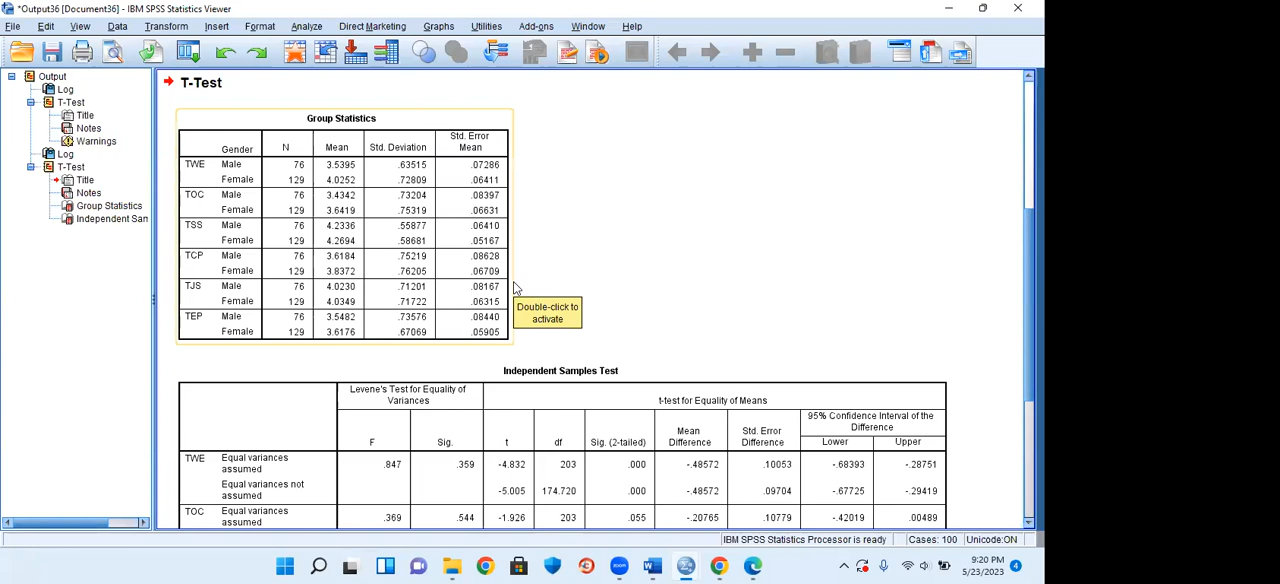 *Output36 [Document36] - IBM SPSS Statistics Viewer
File Edit View Data Transform Insert Format Analyze Direct Marketing Graphs Utilities Add-ons Window Help
Output
Log
T-Test
Title
Notes
Warnings
Log
T-Test
Title
Notes
Group Statistics
Independent Sam
T-Test
Group Statistics
Gender N Mean Std. Deviation Std. Error Mean
TWE Male 76 3.5395 .63515 .07286
Female 129 4.0252 .72809 .06411
TOC Male 76 3.4342 .73204 .08397
Female 129 3.6419 .75319 .06631
TSS Male 76 4.2336 .55877 .06410
Female 129 4.2694 .58681 .05167
TCP Male 76 3.6184 .75219 .08628
Female 129 3.8372 .76205 .06709
TJS Male 76 4.0230 .71201 .08167
Female 129 4.0349 .71722 .06315
TEP Male 76 3.5482 .73576 .08440
Female 129 3.6176 .67069 .05905
Double-click to
activate
Independent Samples Test
Levene's Test for Equality of
Variances
t-test for Equality of Means
F Sig. t df Sig. (2-tailed) Mean Difference Std. Error Difference
95% Confidence Interval of the
Difference
Lower Upper
TWE Equal variances assumed .847 .359 -4.832 203 .000 -.48572 .10053 -.68393 -.28751
Equal variances not assumed -5.005 174.720 .000 -.48572 .09704 -.67725 -.29419
TOC Equal variances assumed .369 .544 -1.926 203 .055 -.20765 .10779 -.42019 .00489
IBM SPSS Statistics Processor is ready Cases: 100 Unicode:ON
zoom
9:20 PM
5/23/2023
4